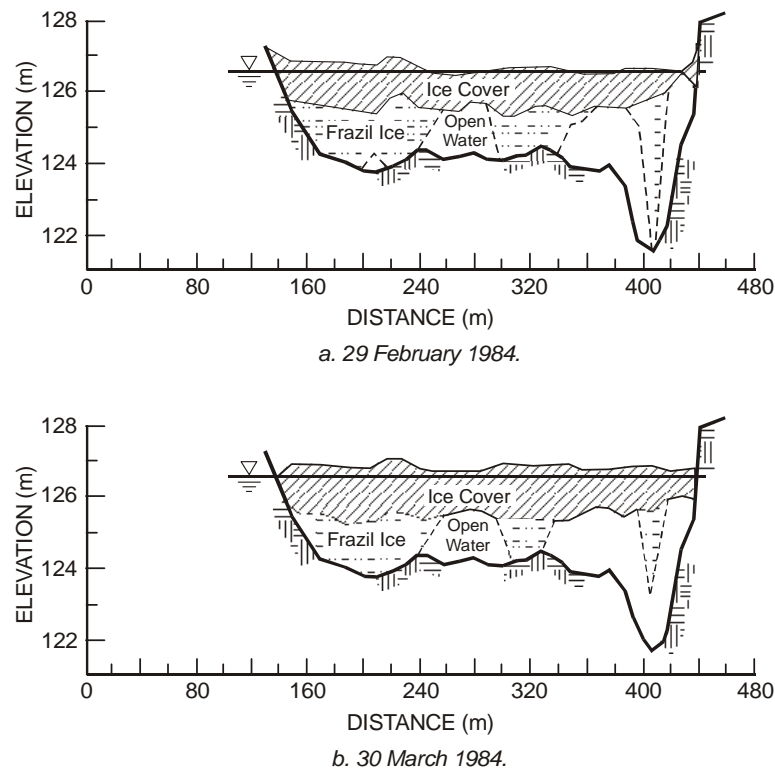 ELEVATION (m)
128
126
124
122
Ice Cover
Frazil Ice
Open
Water
0
80
160
240
320
400
480
DISTANCE (m)
a. 29 February 1984.
ELEVATION (m)
128
126
124
122
Ice Cover
Frazil Ice
Open
Water
0
80
160
240
320
400
480
DISTANCE (m)
b. 30 March 1984.